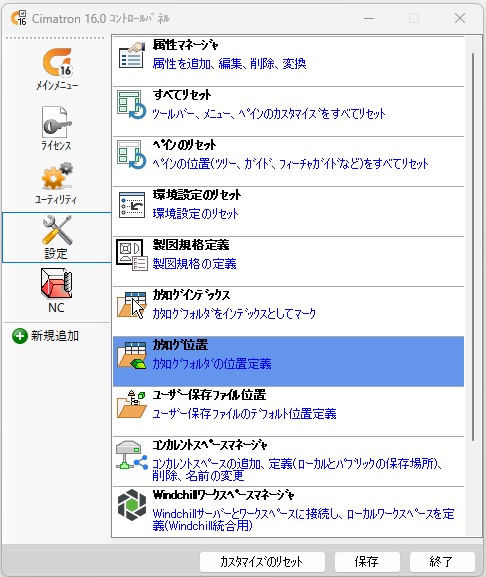 Cimatron 16.0 ｺﾝﾄﾛｰﾙﾊﾟﾈﾙ
16
16
ﾒｲﾝﾒﾆｭｰ
ﾗｲｾﾝｽ
ﾕｰﾃｨﾘﾃｨ
設定
NC
新規追加
属性ﾏﾈｰｼﾞｬ
属性を追加、編集、削除、変換
すべてﾘｾｯﾄ
ﾂｰﾙﾊﾞｰ、ﾒﾆｭｰ、ﾍﾟｲﾝのｶｽﾀﾏｲｽﾞをすべてﾘｾｯﾄ
ﾍﾟｲﾝのﾘｾｯﾄ
ﾍﾟｲﾝの位置(ﾂﾘｰ、ｶﾞｲﾄﾞ、ﾌｨｰﾁｬｶﾞｲﾄﾞなど)をすべてﾘｾｯﾄ
環境設定のﾘｾｯﾄ
環境設定のﾘｾｯﾄ
製図規格定義
製図規格の定義
ｶﾀﾛｸﾞｲﾝﾃﾞｯｸｽ
ｶﾀﾛｸﾞﾌｫﾙﾀﾞをｲﾝﾃﾞｯｸｽとしてﾏｰｸ
ｶﾀﾛｸﾞ位置
ｶﾀﾛｸﾞﾌｫﾙﾀﾞの位置定義
ﾕｰｻﾞｰ保存ﾌｧｲﾙ位置
ﾕｰｻﾞｰ保存ﾌｧｲﾙのﾃﾞﾌｫﾙﾄ位置定義
ｺﾝｶﾚﾝﾄｽﾍﾟｰｽﾏﾈｰｼﾞｬ
ｺﾝｶﾚﾝﾄｽﾍﾟｰｽの追加、定義(ﾛｰｶﾙとﾊﾟﾌﾞﾘｯｸの保存場所)、
削除、名前の変更
Windchillﾜｰｸｽﾍﾟｰｽﾏﾈｰｼﾞｬ
Windchillｻｰﾊﾞｰとﾜｰｸｽﾍﾟｰｽに接続し、ﾛｰｶﾙﾜｰｸｽﾍﾟｰｽを定
義(Windchill統合用)
ｶｽﾀﾏｲｽﾞのﾘｾｯﾄ
保存
終了